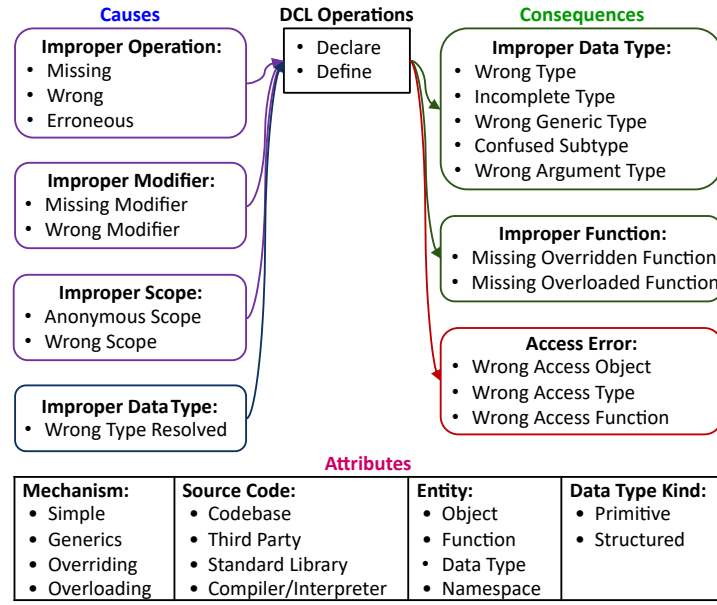 Causes
Improper Operation:
• Missing
• Wrong
• Erroneous
Improper Modifier:
• Missing Modifier
• Wrong Modifier
Improper Scope:
• Anonymous Scope
• Wrong Scope
Improper Data Type:
• Wrong Type Resolved
DCL Operations
• Declare
• Define
Consequences
Improper Data Type:
• Wrong Type
• Incomplete Type
• Wrong Generic Type
• Confused Subtype
• Wrong Argument Type
Improper Function:
• Missing Overridden Function
• Missing Overloaded Function
Access Error:
• Wrong Access Object
• Wrong Access Type
• Wrong Access Function
Attributes
Mechanism:
• Simple
• Generics
• Overriding
• Overloading
Source Code:
• Codebase
• Third Party
• Standard Library
• Compiler/Interpreter
Entity:
• Object
• Function
• Data Type
• Namespace
Data Type Kind:
• Primitive
• Structured